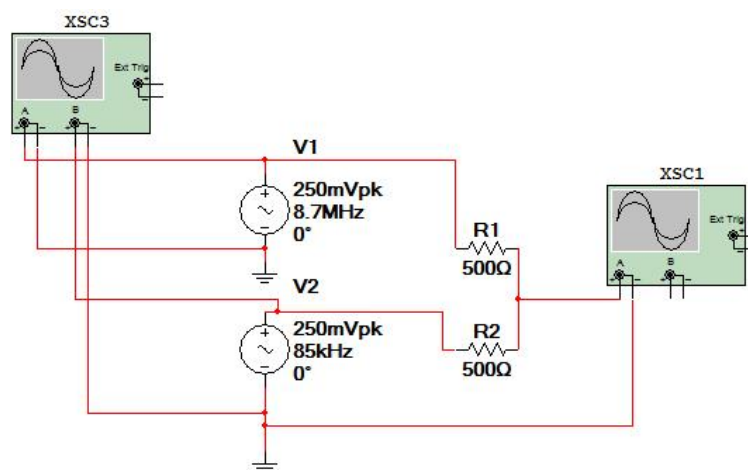 XSC3
Ext Trig
+
-
A
B
+ - + -
V1
+
250mVpk
8.7MHz
0°
XSC1
Ext Trig
+
-
A
B
+ - + -
R1
500Ω
V2
+
250mVpk
85kHz
0°
R2
500Ω